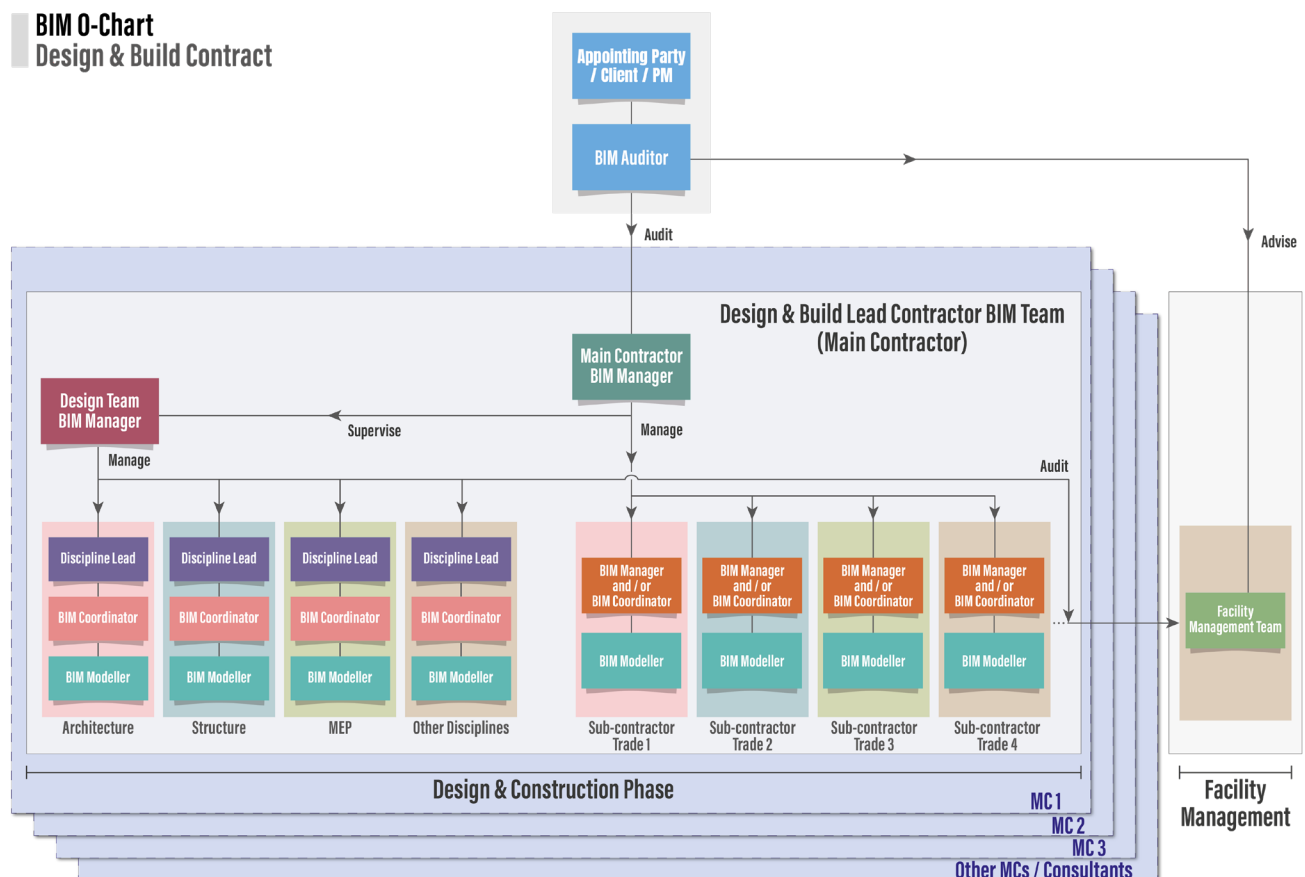 BIM O-Chart
Design & Build Contract
Appointing Party
/ Client / PM
BIM Auditor
Audit
Advise
Design & Build Lead Contractor BIM Team
(Main Contractor)
Main Contractor
BIM Manager
Design Team
BIM Manager
Supervise
Manage
Manage
Audit
Discipline Lead
BIM Coordinator
BIM Modeller
Architecture
Discipline Lead
BIM Coordinator
BIM Modeller
Structure
Discipline Lead
BIM Coordinator
BIM Modeller
MEP
Discipline Lead
BIM Coordinator
BIM Modeller
Other Disciplines
BIM Manager
and / or
BIM Coordinator
BIM Modeller
Sub-contractor
Trade 1
BIM Manager
and / or
BIM Coordinator
BIM Modeller
Sub-contractor
Trade 2
BIM Manager
and / or
BIM Coordinator
BIM Modeller
Sub-contractor
Trade 3
BIM Manager
and / or
BIM Coordinator
BIM Modeller
Sub-contractor
Trade 4
Facility
Management Team
Design & Construction Phase
Facility
Management
MC 1
MC 2
MC 3
Other MCs / Consultants